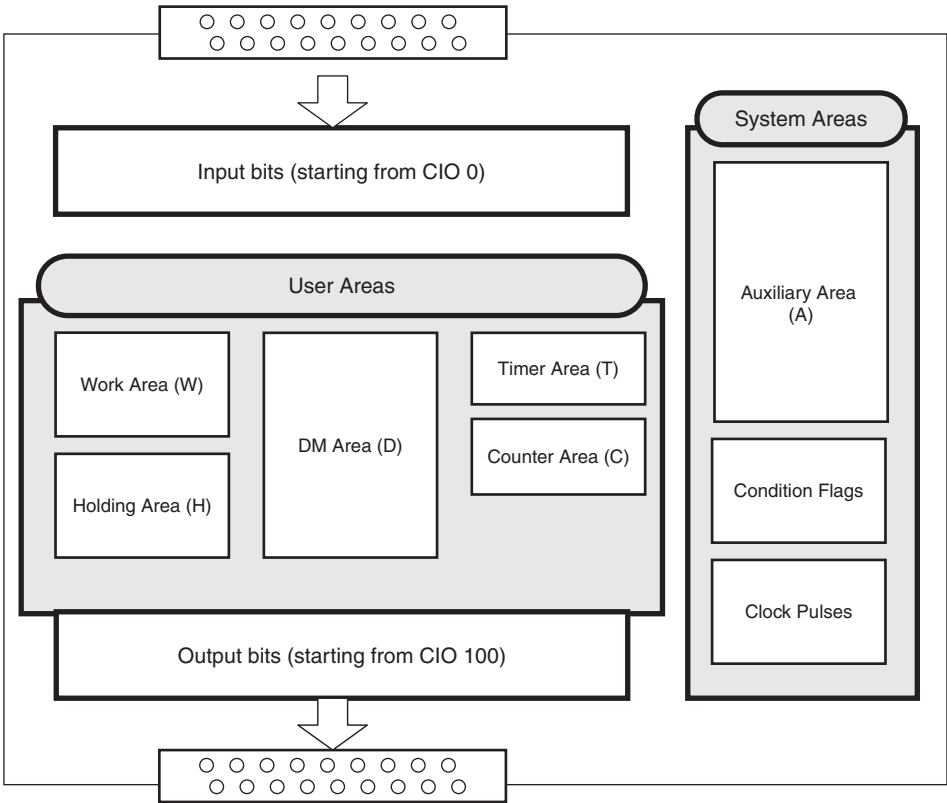 Input bits (starting from CIO 0)
User Areas
Work Area (W)
Holding Area (H)
DM Area (D)
Timer Area (T)
Counter Area (C)
Output bits (starting from CIO 100)
System Areas
Auxiliary Area
(A)
Condition Flags
Clock Pulses